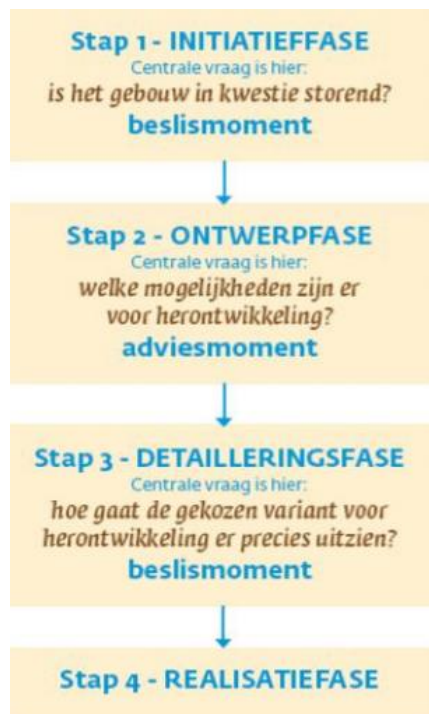 Stap 1 - INITIATIEFFASE
Centrale vraag is hier:
is het gebouw in kwestie storend?
beslismoment
Stap 2 - ONTWERPFASE
Centrale vraag is hier:
welke mogelijkheden zijn er
voor herontwikkeling?
adviesmoment
Stap 3 - DETAILLERINGSFASE
Centrale vraag is hier:
hoe gaat de gekozen variant voor
herontwikkeling er precies uitzien?
beslismoment
Stap 4 - REALISATIEFASE